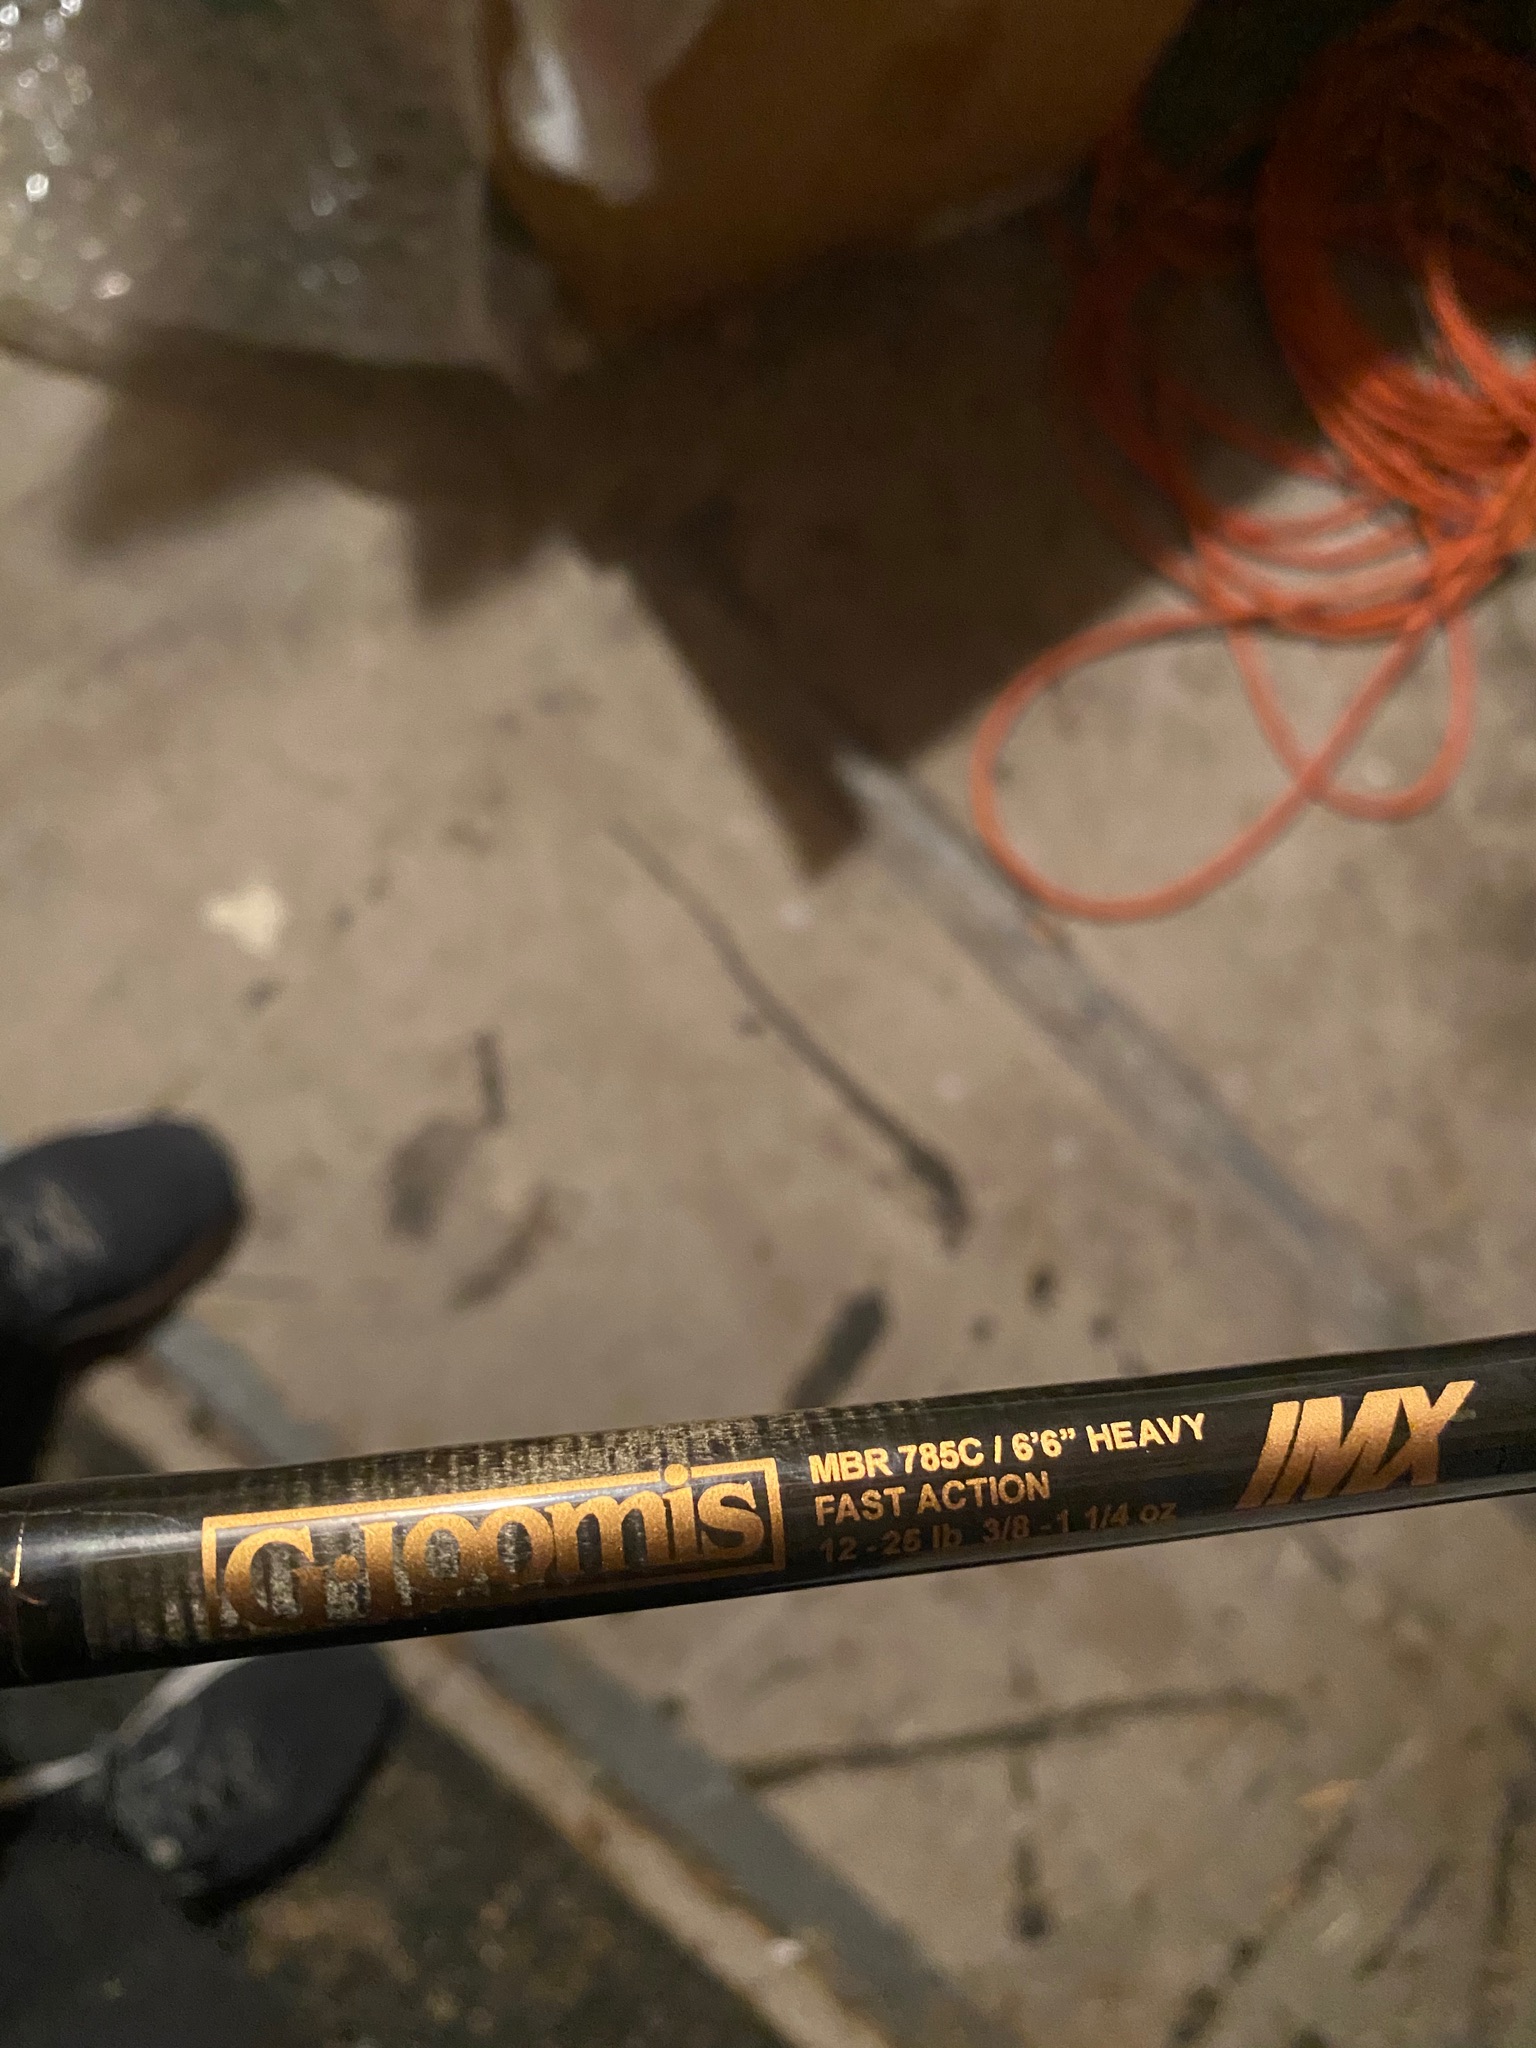 G.Loomis
MBR 785C / 6'6" HEAVY
FAST ACTION
12 - 25 lb 3/8 - 1 1/4 oz
IMX